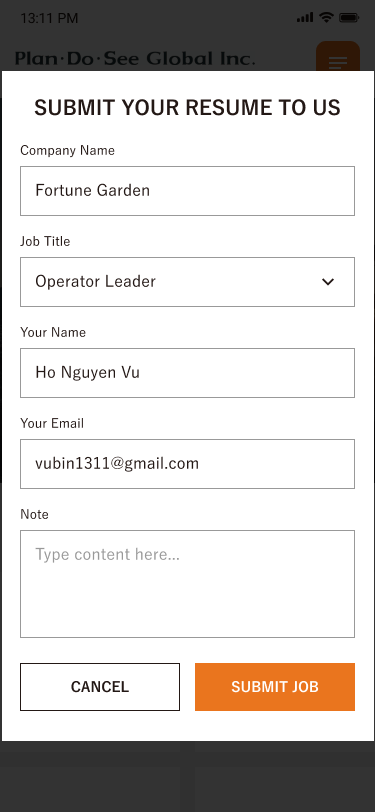 13:11 PM
Plan·Do·See Global Inc.
SUBMIT YOUR RESUME TO US
Company Name
Fortune Garden
Job Title
Operator Leader
Your Name
Ho Nguyen Vu
Your Email
vubin1311@gmail.com
Note
Type content here...
CANCEL
SUBMIT JOB